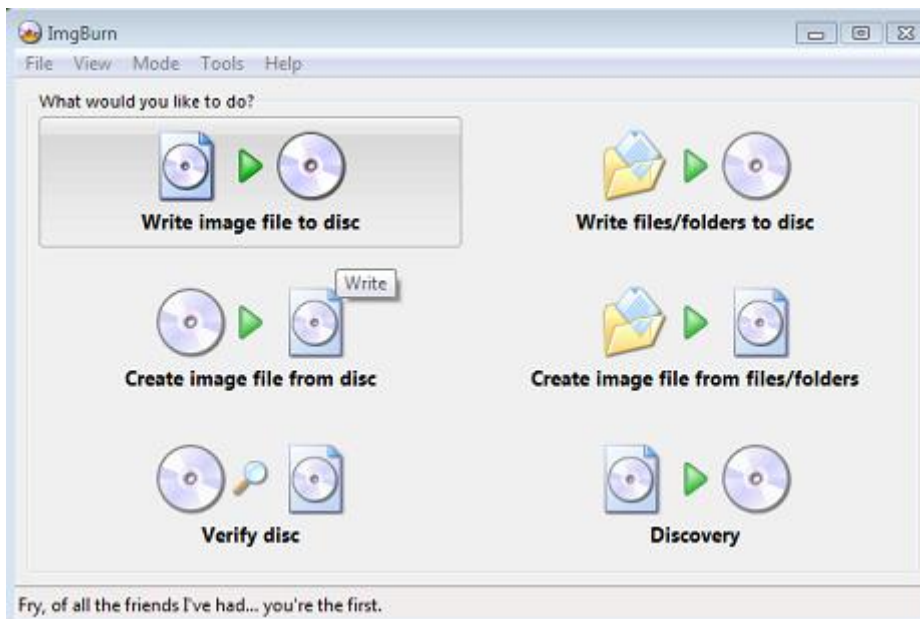 ImgBurn
File View Mode Tools Help
What would you like to do?
Write image file to disc
Write files/folders to disc
Write
Create image file from disc
Create image file from files/folders
Verify disc
Discovery
Fry, of all the friends I've had... you're the first.